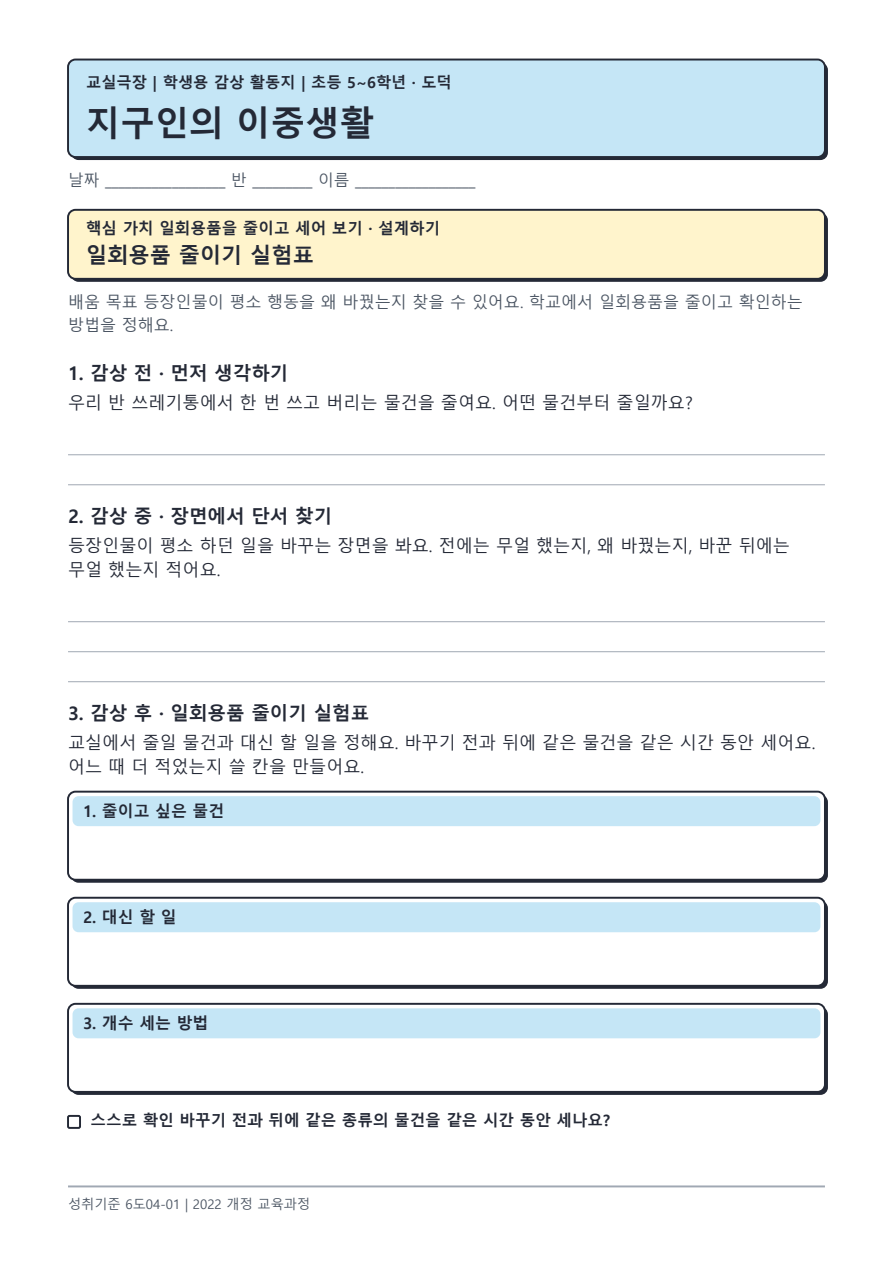 교실극장 | 학생용 감상 활동지 | 초등 5~6학년 · 도덕
지구인의 이중생활
날짜 ______________ 반 _______ 이름 ______________
핵심 가치 일회용품을 줄이고 세어 보기 · 설계하기
일회용품 줄이기 실험표
배움 목표 등장인물이 평소 행동을 왜 바꿨는지 찾을 수 있어요. 학교에서 일회용품을 줄이고 확인하는
방법을 정해요.
1. 감상 전 · 먼저 생각하기
우리 반 쓰레기통에서 한 번 쓰고 버리는 물건을 줄여요. 어떤 물건부터 줄일까요?
2. 감상 중 · 장면에서 단서 찾기
등장인물이 평소 하던 일을 바꾸는 장면을 봐요. 전에는 무얼 했는지, 왜 바꿨는지, 바꾼 뒤에는
무얼 했는지 적어요.
3. 감상 후 · 일회용품 줄이기 실험표
교실에서 줄일 물건과 대신 할 일을 정해요. 바꾸기 전과 뒤에 같은 물건을 같은 시간 동안 세어요.
어느 때 더 적었는지 쓸 칸을 만들어요.
1. 줄이고 싶은 물건
2. 대신 할 일
3. 개수 세는 방법
스스로 확인 바꾸기 전과 뒤에 같은 종류의 물건을 같은 시간 동안 세나요?
성취기준 6도04-01 | 2022 개정 교육과정